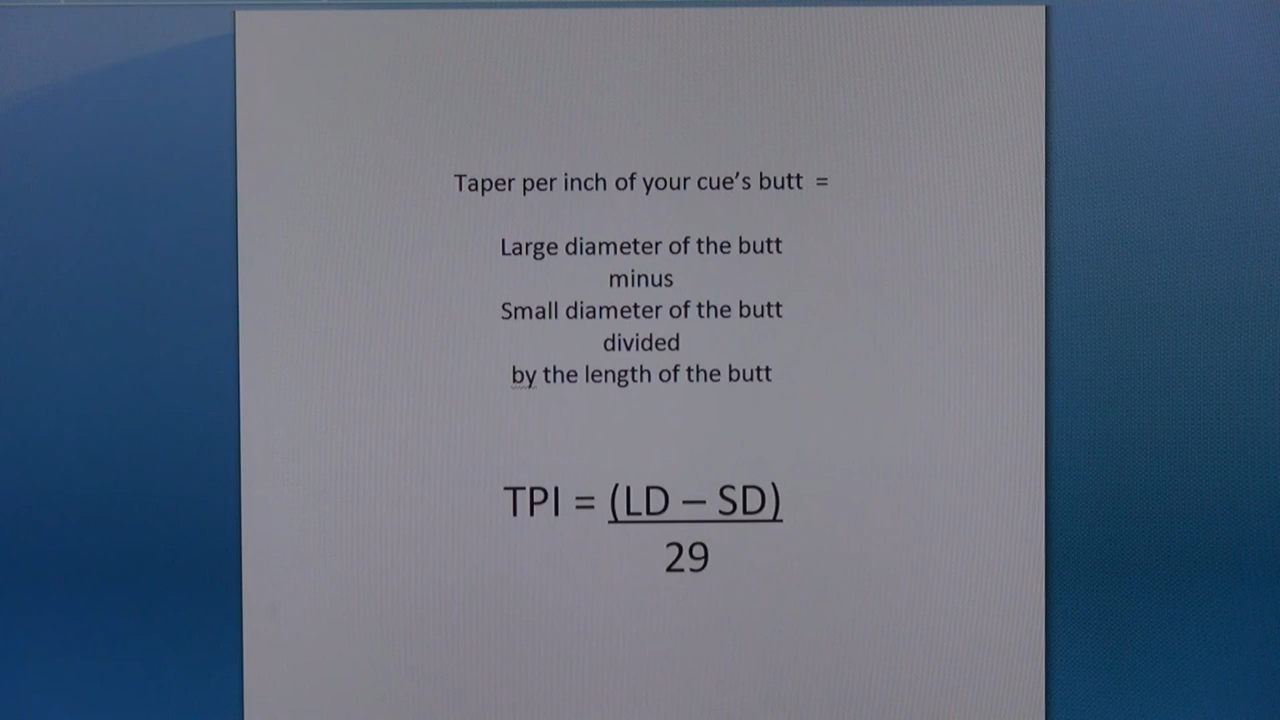 Taper per inch of your cue's butt =
Large diameter of the butt
minus
Small diameter of the butt
divided
by the length of the butt
TPI = (LD – SD)
29